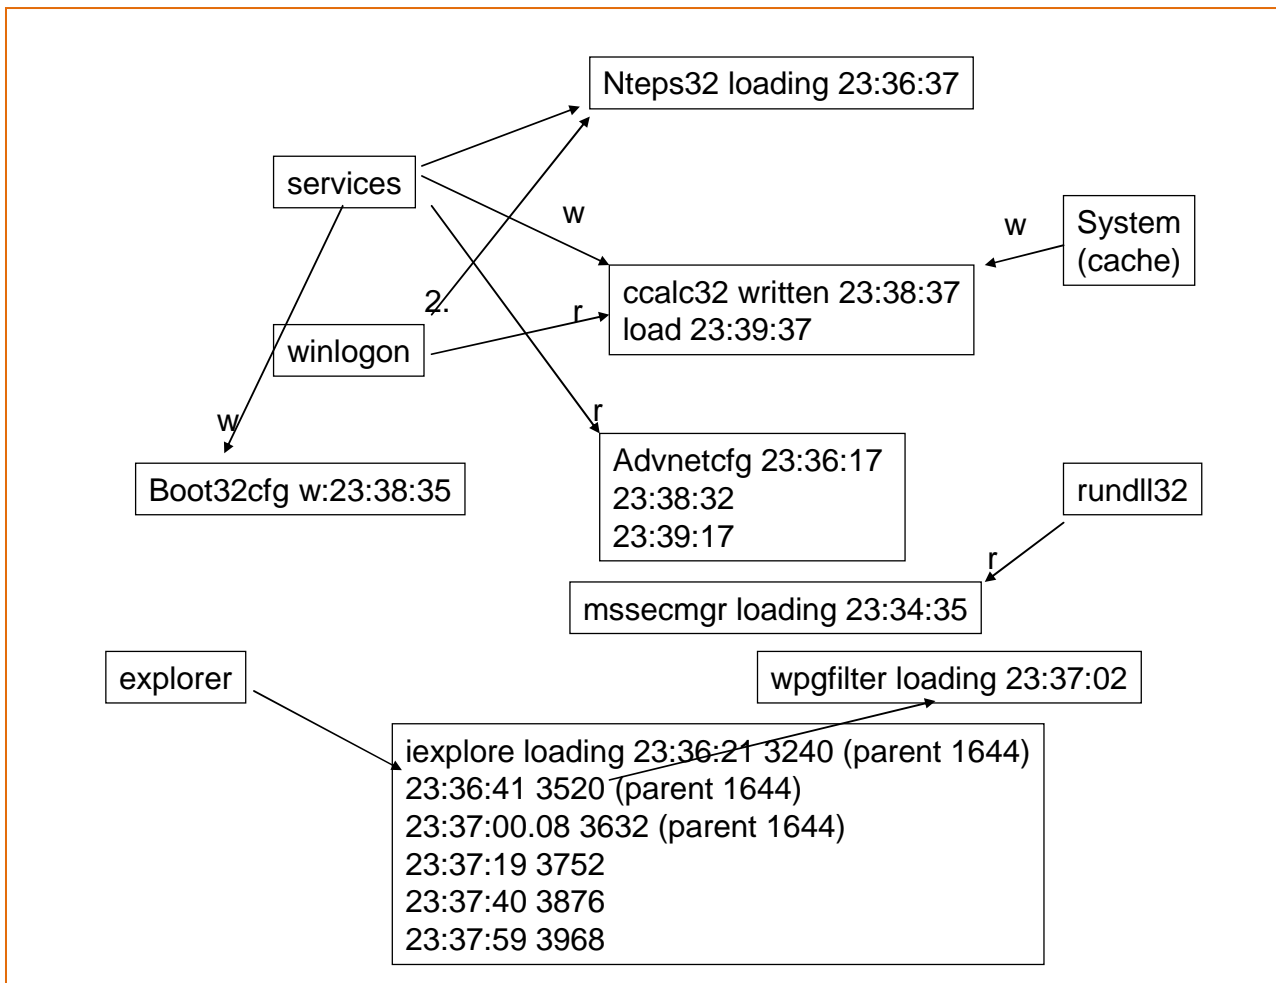 Nteps32 loading 23:36:37
services
w
w
System
(cache)
2.
r
ccalc32 written 23:38:37
load 23:39:37
winlogon
w
r
Advnetcfg 23:36:17
23:38:32
23:39:17
Boot32cfg w:23:38:35
rundll32
r
mssecmgr loading 23:34:35
explorer
wpgfilter loading 23:37:02
iexplore loading 23:36:21 3240 (parent 1644)
23:36:41 3520 (parent 1644)
23:37:00.08 3632 (parent 1644)
23:37:19 3752
23:37:40 3876
23:37:59 3968